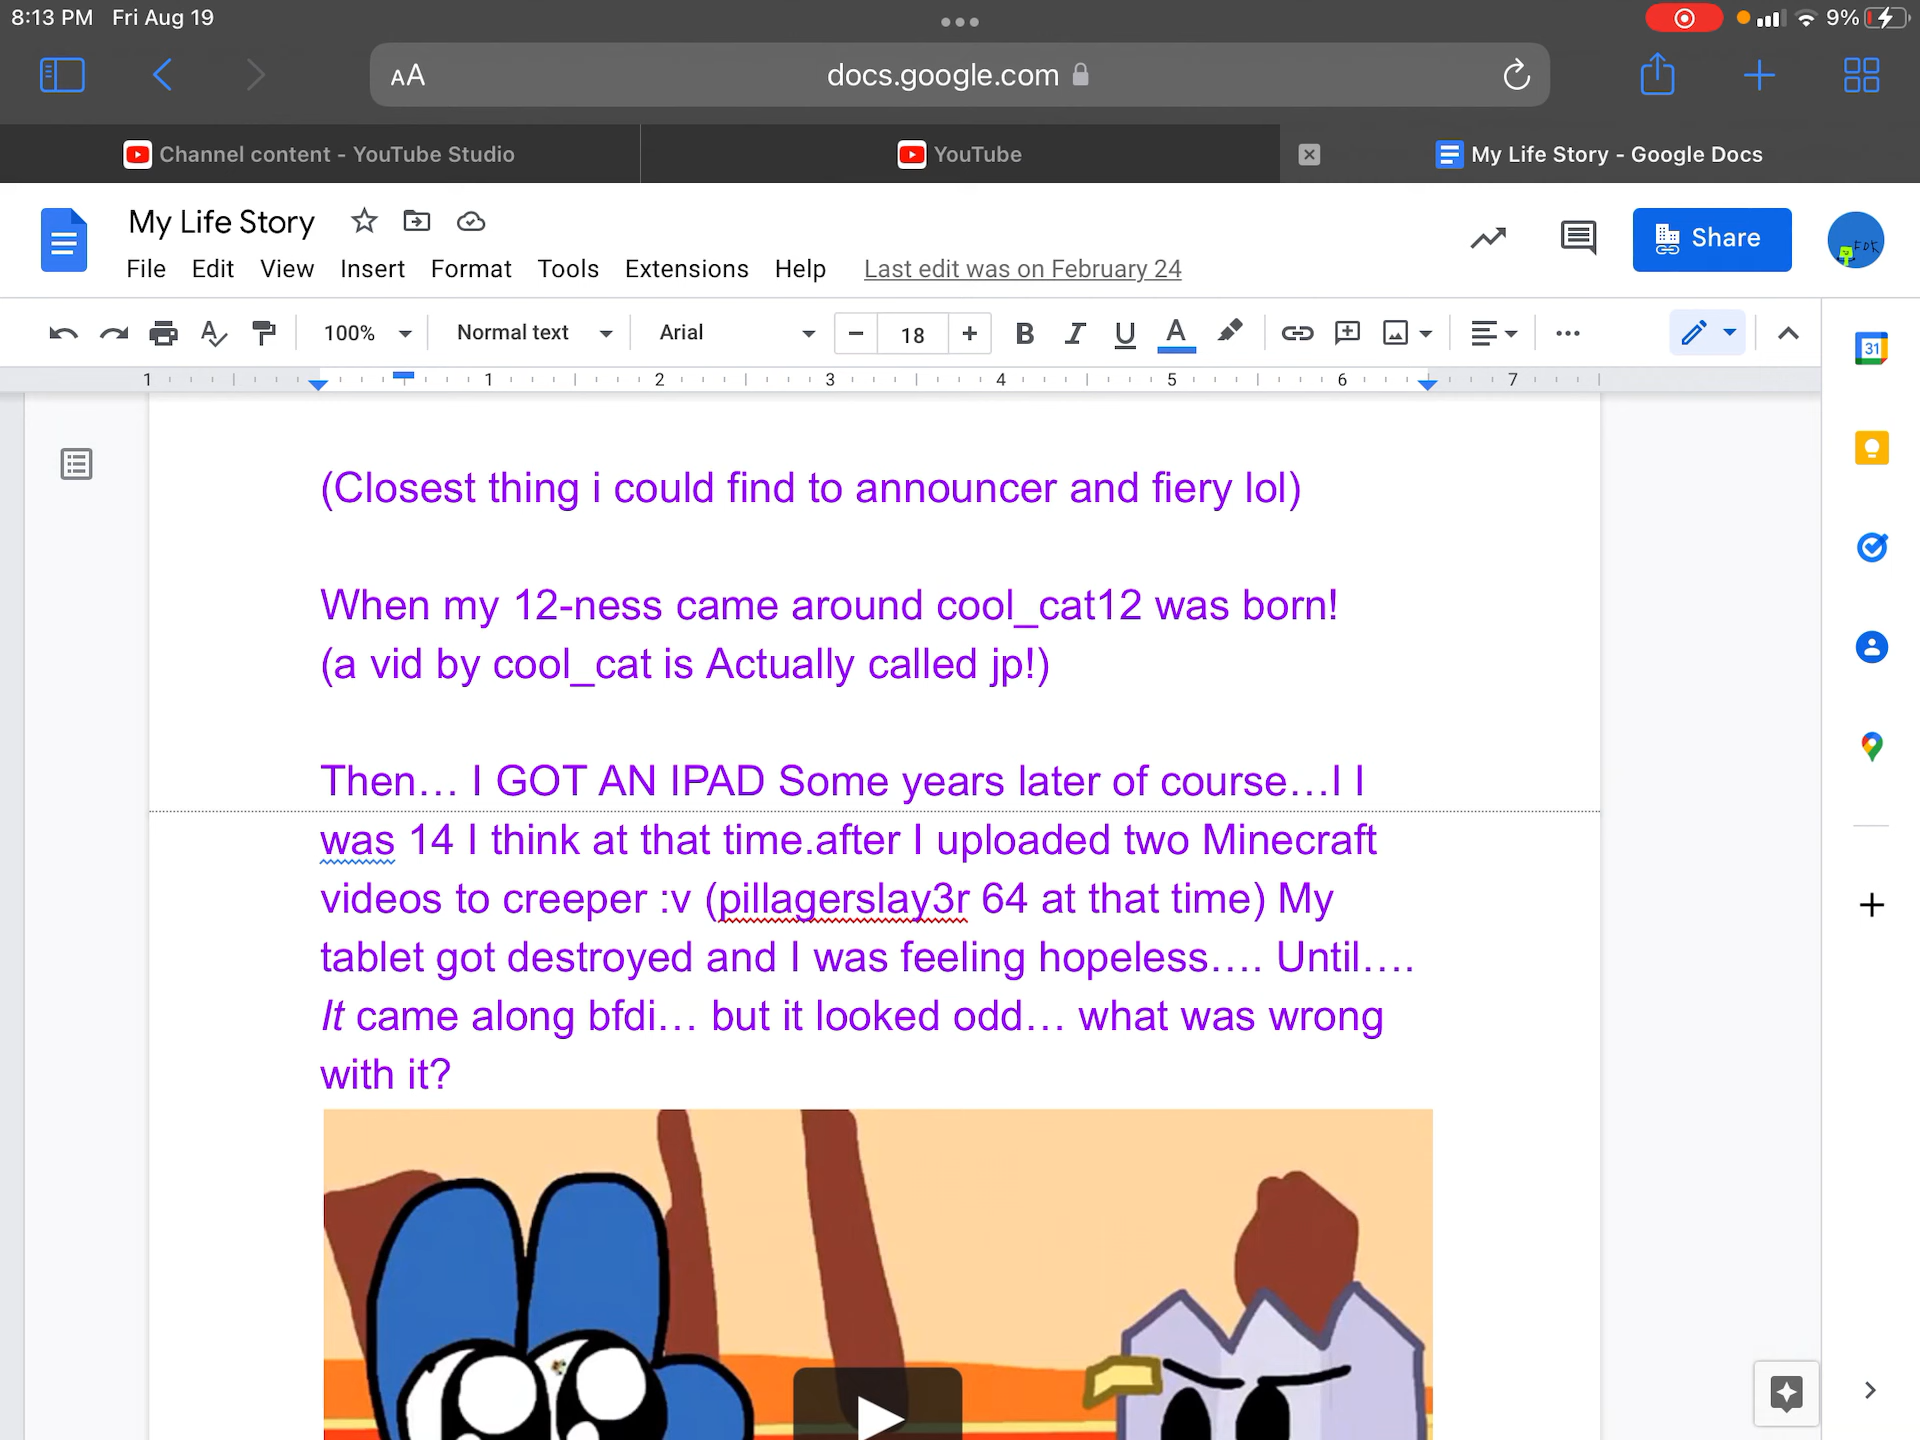 8:13 PM Fri Aug 19
9%
AA
docs.google.com
Channel content - YouTube Studio
YouTube
My Life Story - Google Docs
My Life Story
Share
File Edit View Insert Format Tools Extensions Help Last edit was on February 24
100% Normal text Arial 18 B I U A
31
1 1 2 3 4 5 6 7
(Closest thing i could find to announcer and fiery lol)
When my 12-ness came around cool_cat12 was born!
(a vid by cool_cat is Actually called jp!)
Then… I GOT AN IPAD Some years later of course…I I
was 14 I think at that time.after I uploaded two Minecraft
videos to creeper :v (pillagerslay3r 64 at that time) My
tablet got destroyed and I was feeling hopeless…. Until….
It came along bfdi… but it looked odd… what was wrong
with it?